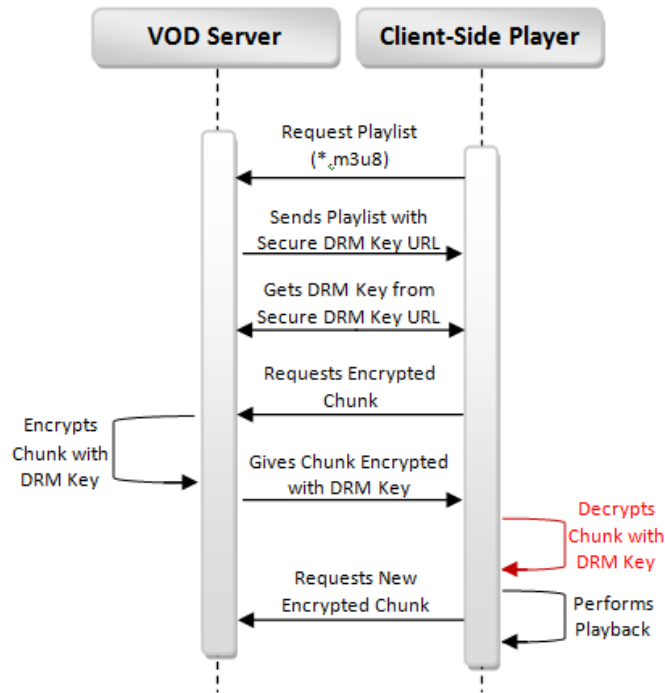 VOD Server
Client-Side Player
Request Playlist
(*.m3u8)
Sends Playlist with
Secure DRM Key URL
Gets DRM Key from
Secure DRM Key URL
Requests Encrypted
Chunk
Encrypts
Chunk with
DRM Key
Gives Chunk Encrypted
with DRM Key
Decrypts
Chunk with
DRM Key
Requests New
Encrypted Chunk
Performs
Playback